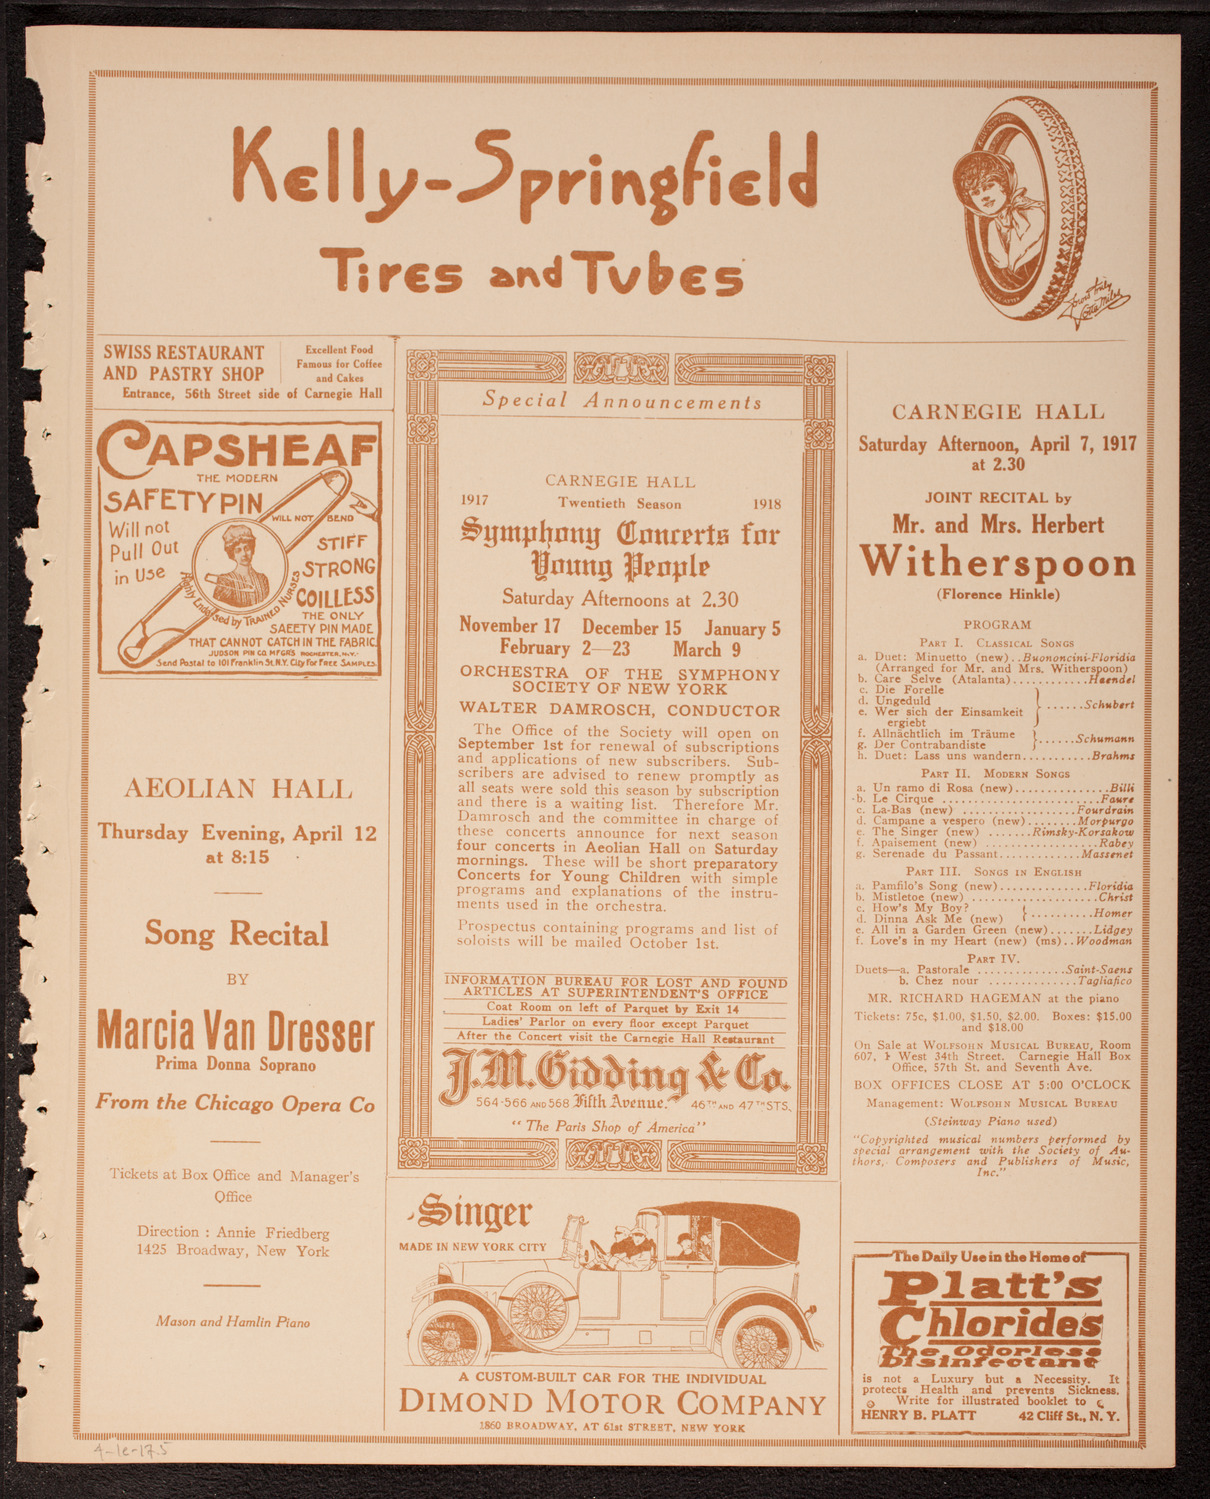 Kelly-Springfield
Tires and Tubes
Yours truly
Lotta Miles
SWISS RESTAURANT
AND PASTRY SHOP
Excellent Food
Famous for Coffee
and Cakes
Entrance, 56th Street side of Carnegie Hall
CAPSHEAF
THE MODERN
SAFETY PIN
WILL NOT BEND
Will not
Pull Out
in Use
STIFF
STRONG
COILLESS
Highly Endorsed by TRAINED NURSES
THE ONLY
SAFETY PIN MADE
THAT CANNOT CATCH IN THE FABRIC
JUDSON PIN CO. MFGRS ROCHESTER, N.Y.
Send Postal to 101 Franklin St. N.Y. City for FREE SAMPLES.
AEOLIAN HALL
Thursday Evening, April 12
at 8:15
Song Recital
BY
Marcia Van Dresser
Prima Donna Soprano
From the Chicago Opera Co
Tickets at Box Office and Manager's
Office
Direction : Annie Friedberg
1425 Broadway, New York
Mason and Hamlin Piano
Special Announcements
CARNEGIE HALL
1917 Twentieth Season 1918
Symphony Concerts for
Young People
Saturday Afternoons at 2.30
November 17 December 15 January 5
February 2—23 March 9
ORCHESTRA OF THE SYMPHONY
SOCIETY OF NEW YORK
WALTER DAMROSCH, CONDUCTOR
The Office of the Society will open on
September 1st for renewal of subscriptions
and applications of new subscribers. Sub-
scribers are advised to renew promptly as
all seats were sold this season by subscription
and there is a waiting list. Therefore Mr.
Damrosch and the committee in charge of
these concerts announce for next season
four concerts in Aeolian Hall on Saturday
mornings. These will be short preparatory
Concerts for Young Children with simple
programs and explanations of the instru-
ments used in the orchestra.
Prospectus containing programs and list of
soloists will be mailed October 1st.
INFORMATION BUREAU FOR LOST AND FOUND
ARTICLES AT SUPERINTENDENT'S OFFICE
Coat Room on left of Parquet by Exit 14
Ladies' Parlor on every floor except Parquet
After the Concert visit the Carnegie Hall Restaurant
J.M. Gidding & Co.
564-566 AND 568 Fifth Avenue. 46TH AND 47TH STS.
"The Paris Shop of America"
Singer
MADE IN NEW YORK CITY
A CUSTOM-BUILT CAR FOR THE INDIVIDUAL
DIMOND MOTOR COMPANY
1860 BROADWAY, AT 61st STREET, NEW YORK
CARNEGIE HALL
Saturday Afternoon, April 7, 1917
at 2.30
JOINT RECITAL by
Mr. and Mrs. Herbert
Witherspoon
(Florence Hinkle)
PROGRAM
PART I. CLASSICAL SONGS
a. Duet: Minuetto (new)..Buononcini-Floridia
(Arranged for Mr. and Mrs. Witherspoon)
b. Care Selve (Atalanta)............Haendel
c. Die Forelle
d. Ungeduld
e. Wer sich der Einsamkeit
ergiebt
} ......Schubert
f. Allnächtlich im Träume
g. Der Contrabandiste
}......Schumann
h. Duet: Lass uns wandern..........Brahms
PART II. MODERN SONGS
a. Un ramo di Rosa (new)..............Billi
b. Le Cirque ..........................Faure
c. La-Bas (new) ..................Fourdrain
d. Campane a vespero (new)........Morpurgo
e. The Singer (new) .......Rimsky-Korsakow
f. Apaisement (new) ..................Rabey
g. Serenade du Passant............Massenet
PART III. SONGS IN ENGLISH
a. Pamfilo's Song (new).............Floridia
b. Mistletoe (new) .....................Christ
c. How's My Boy?
d. Dinna Ask Me (new)
{ ..........Homer
e. All in a Garden Green (new).......Lidgey
f. Love's in my Heart (new) (ms)..Woodman
PART IV.
Duets—a. Pastorale ..............Saint-Saens
b. Chez nour .............Tagliafico
MR. RICHARD HAGEMAN at the piano
Tickets: 75c, $1.00, $1.50, $2.00. Boxes: $15.00
and $18.00
On Sale at WOLFSOHN MUSICAL BUREAU, Room
607, 1 West 34th Street. Carnegie Hall Box
Office, 57th St. and Seventh Ave.
BOX OFFICES CLOSE AT 5:00 O'CLOCK
Management: WOLFSOHN MUSICAL BUREAU
(Steinway Piano used)
"Copyrighted musical numbers performed by
special arrangement with the Society of Au-
thors, Composers and Publishers of Music,
Inc."
The Daily Use in the Home of
Platt's
Chlorides
The Odorless
Disinfectant
is not a Luxury but a Necessity. It
protects Health and prevents Sickness.
Write for illustrated booklet to
HENRY B. PLATT 42 Cliff St., N. Y.
4-10-17.5